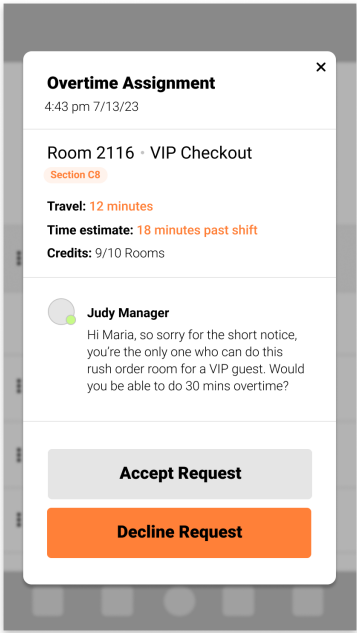 ×
Overtime Assignment
4:43 pm 7/13/23
Room 2116 • VIP Checkout
Section C8
Travel: 12 minutes
Time estimate: 18 minutes past shift
Credits: 9/10 Rooms
Judy Manager
Hi Maria, so sorry for the short notice,
you're the only one who can do this
rush order room for a VIP guest. Would
you be able to do 30 mins overtime?
Accept Request
Decline Request